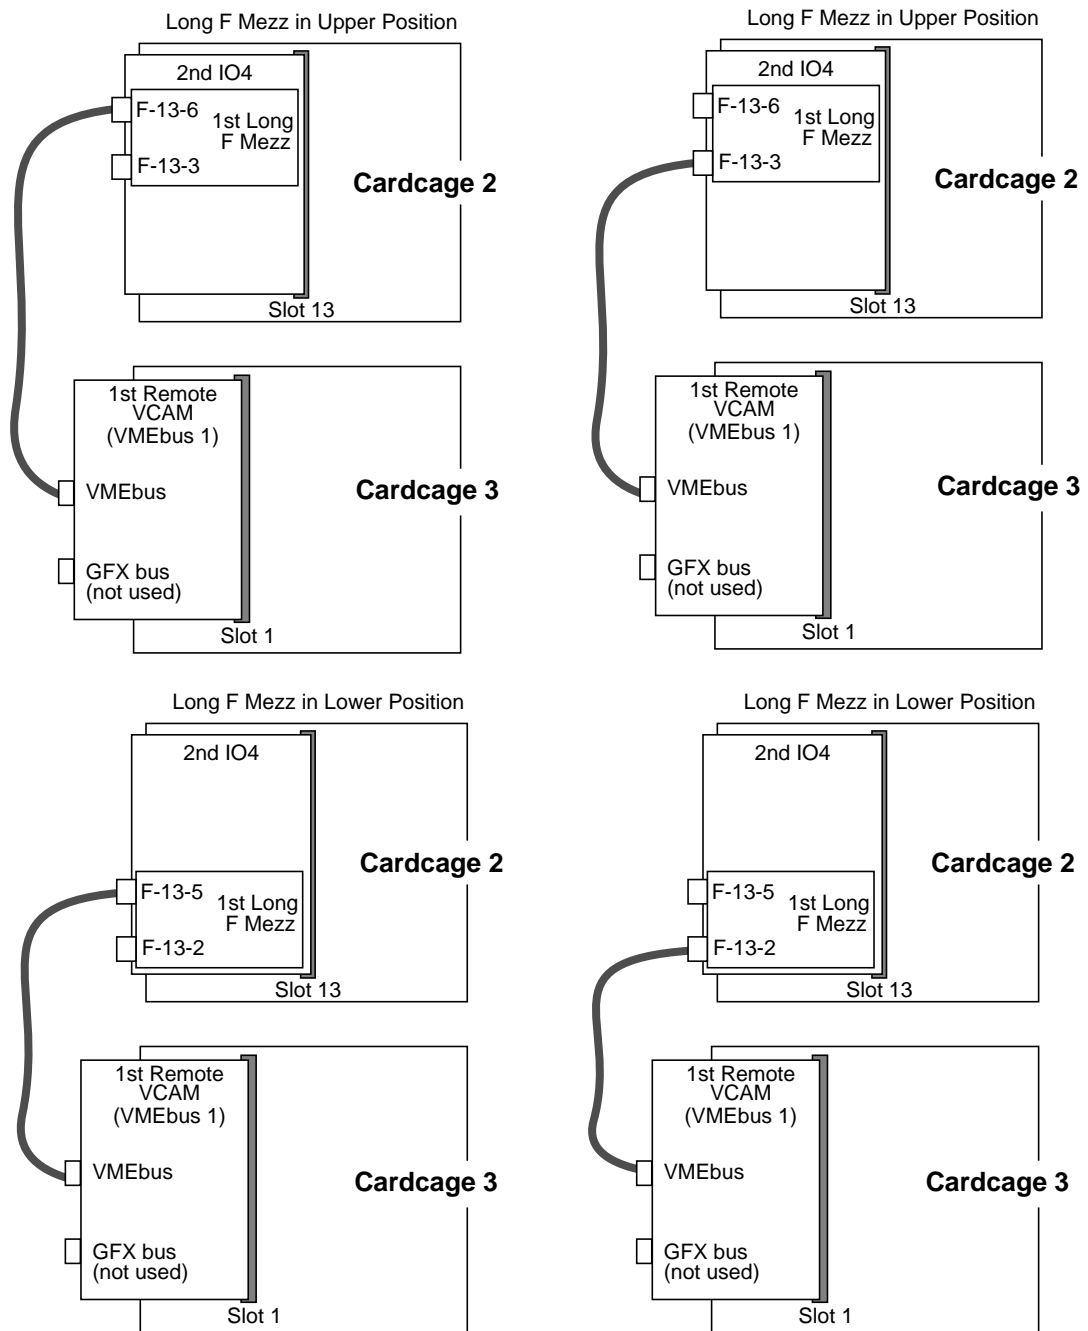 Long F Mezz in Upper Position
2nd IO4
F-13-6
1st Long
F Mezz
F-13-3
Cardcage 2
Slot 13
1st Remote
VCAM
(VMEbus 1)
VMEbus
Cardcage 3
GFX bus
(not used)
Slot 1
Long F Mezz in Upper Position
2nd IO4
F-13-6
1st Long
F Mezz
F-13-3
Cardcage 2
Slot 13
1st Remote
VCAM
(VMEbus 1)
VMEbus
Cardcage 3
GFX bus
(not used)
Slot 1
Long F Mezz in Lower Position
2nd IO4
Cardcage 2
F-13-5
1st Long
F Mezz
F-13-2
Slot 13
1st Remote
VCAM
(VMEbus 1)
VMEbus
Cardcage 3
GFX bus
(not used)
Slot 1
Long F Mezz in Lower Position
2nd IO4
Cardcage 2
F-13-5
1st Long
F Mezz
F-13-2
Slot 13
1st Remote
VCAM
(VMEbus 1)
VMEbus
Cardcage 3
GFX bus
(not used)
Slot 1